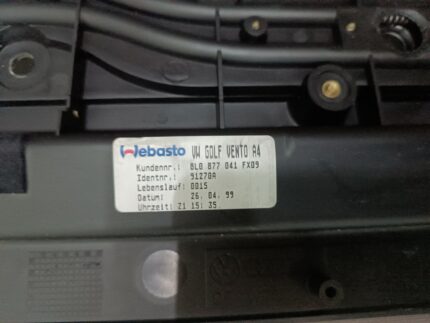 Webasto VW GOLF VENTO A4
Kundennr.: 8L0 877 041 FX09
Identnr.: 91270A
Lebenslauf: 0015
Datum: 26. 04. 99
Uhrzeit: 21 15: 35